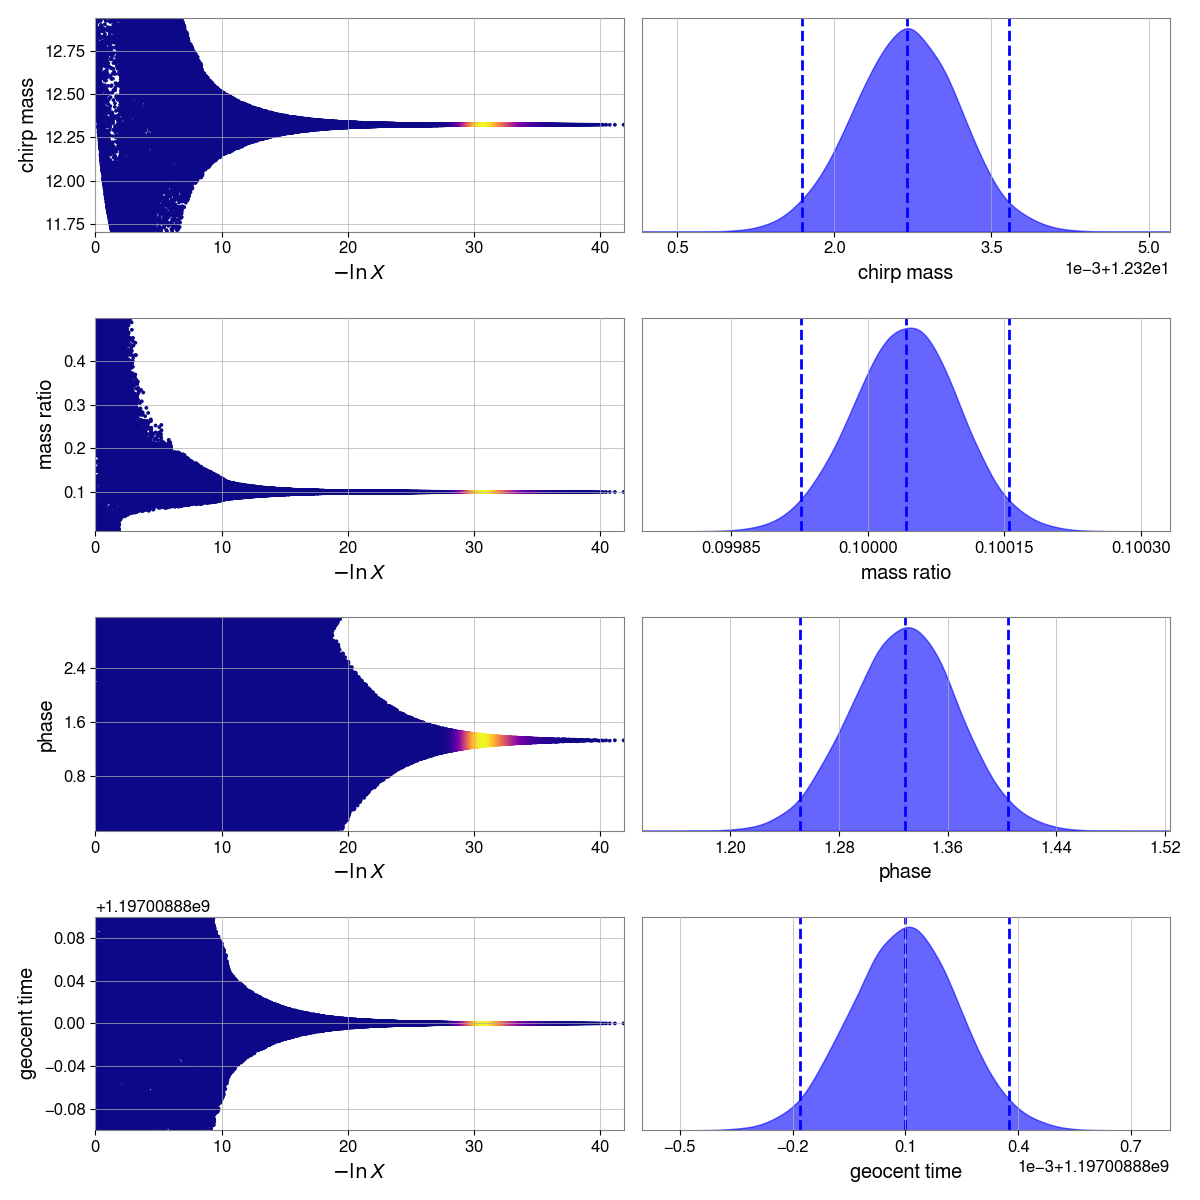 12.75
12.50
12.25
12.00
11.75
chirp mass
0 10 20 30 40
−ln X
0.5 2.0 3.5 5.0
chirp mass
1e−3+1.232e1
0.4
0.3
0.2
0.1
mass ratio
0 10 20 30 40
−ln X
0.09985 0.10000 0.10015 0.10030
mass ratio
2.4
1.6
0.8
phase
0 10 20 30 40
−ln X
1.20 1.28 1.36 1.44 1.52
phase
+1.19700888e9
0.08
0.04
0.00
−0.04
−0.08
geocent time
0 10 20 30 40
−ln X
−0.5 −0.2 0.1 0.4 0.7
geocent time
1e−3+1.19700888e9